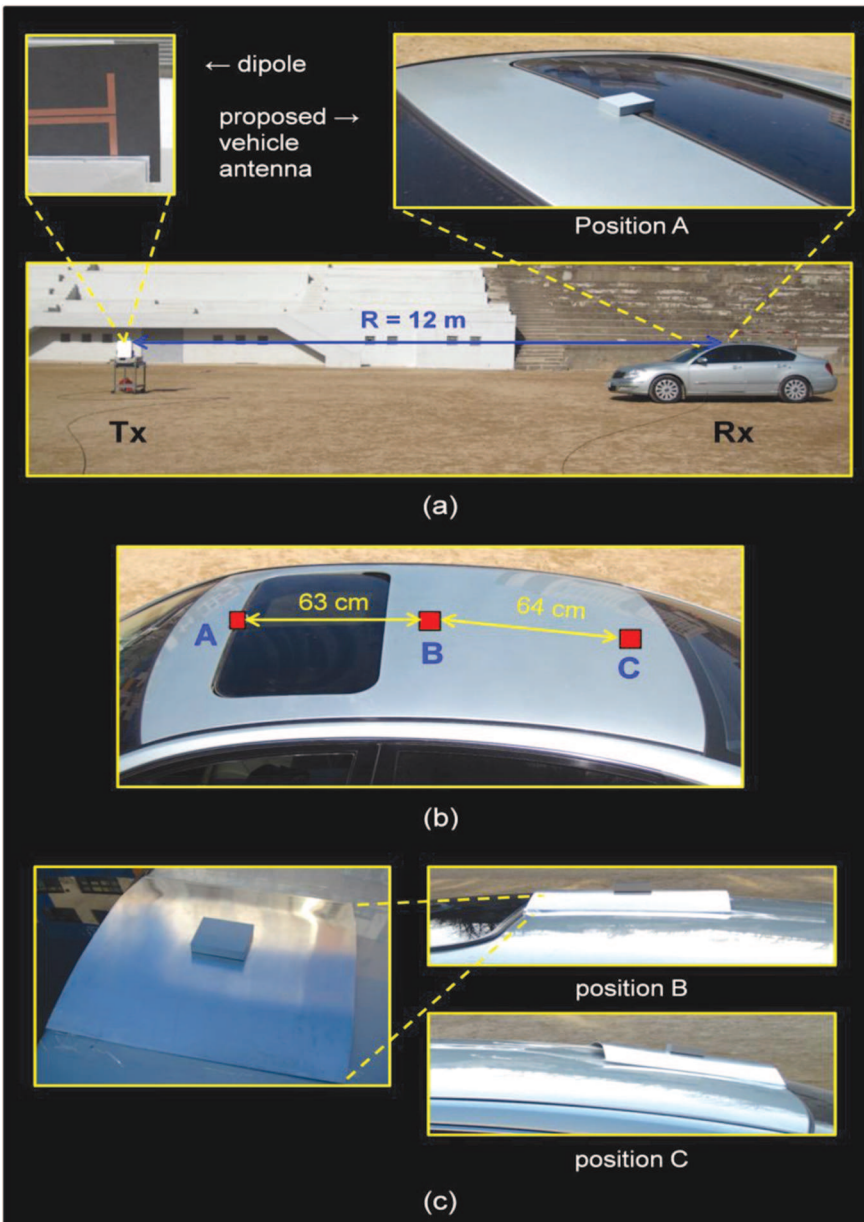 ← dipole
proposed →
vehicle
antenna
Position A
R = 12 m
Tx
Rx
(a)
63 cm
64 cm
A
B
C
(b)
position B
position C
(c)